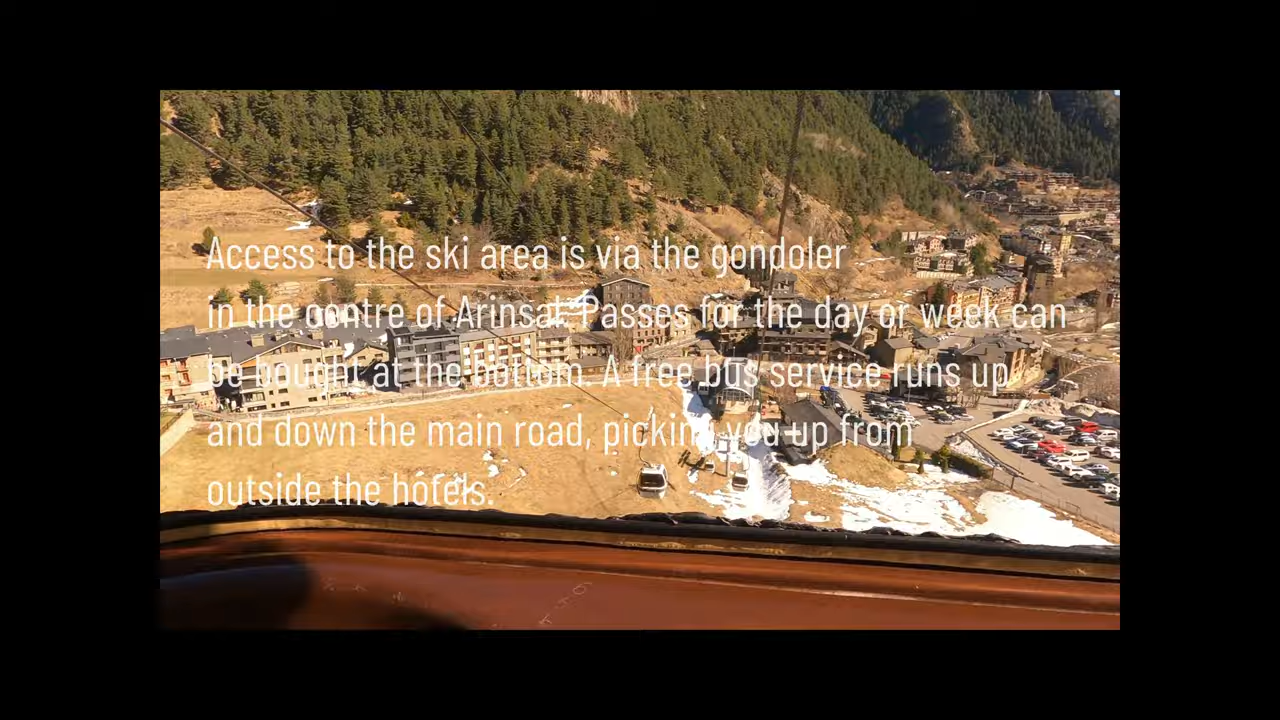 Access to the ski area is via the gondoler
in the centre of Arinsal. Passes for the day or week can
be bought at the bottom. A free bus service runs up
and down the main road, picking you up from
outside the hotels.